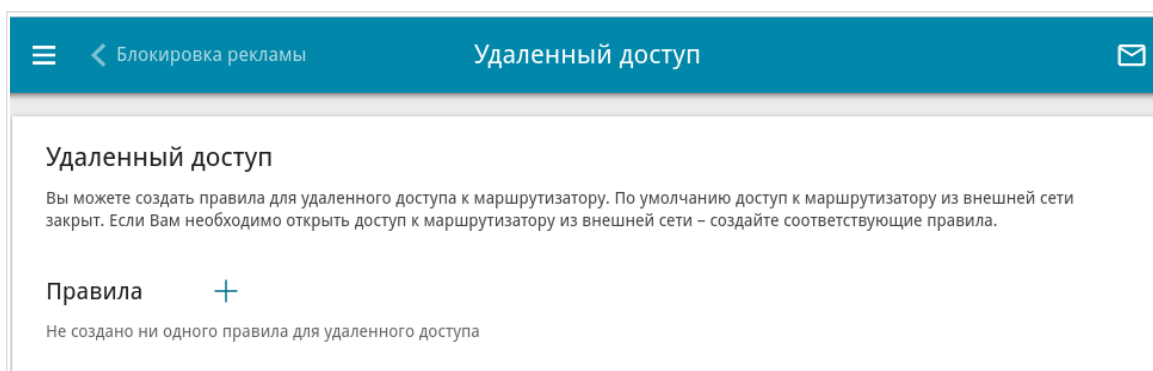 Блокировка рекламы
Удаленный доступ
Удаленный доступ
Вы можете создать правила для удаленного доступа к маршрутизатору. По умолчанию доступ к маршрутизатору из внешней сети
закрыт. Если Вам необходимо открыть доступ к маршрутизатору из внешней сети – создайте соответствующие правила.
Правила
Не создано ни одного правила для удаленного доступа